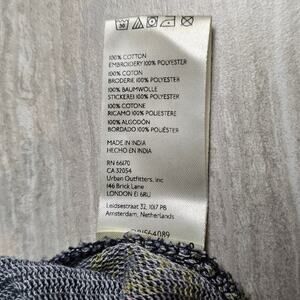 30
100% COTTON
EMBROIDERY 100% POLYESTER
100% COTON
BRODERIE 100% POLYESTER
100% BAUMWOLLE
STICKEREI 100% POLYESTER
100% COTONE
RICAMO 100% POLIESTERE
100% ALGODÓN
BORDADO 100% POLIÉSTER
MADE IN INDIA
HECHO EN INDIA
RN 66170
CA 32054
Urban Outfitters, Inc
146 Brick Lane
LONDON E1 6RU
Leidsestraat 32, 1017 PB
Amsterdam, Netherlands